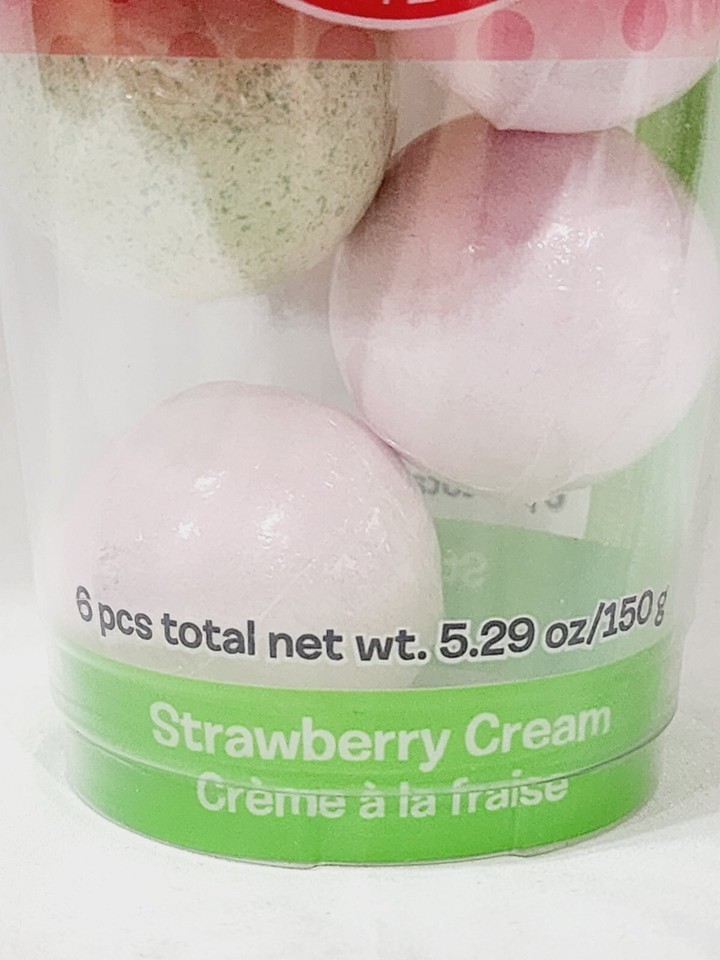 6 pcs total net wt. 5.29 oz/150g
Strawberry Cream
Crème à la fraise